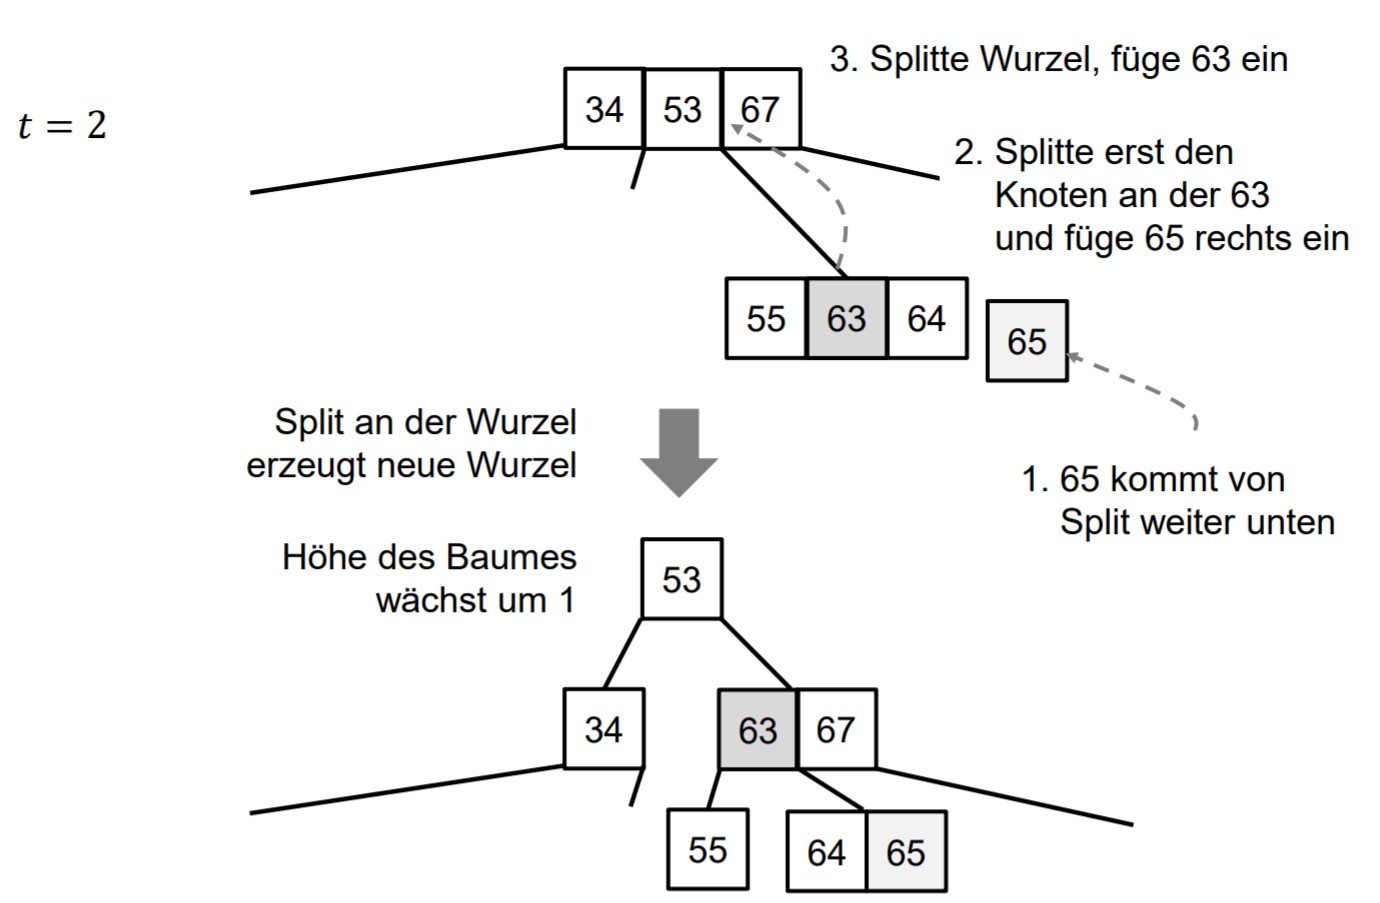 3. Splitte Wurzel, füge 63 ein
34 53 67
t = 2
2. Splitte erst den
Knoten an der 63
und füge 65 rechts ein
55 63 64
65
Split an der Wurzel
erzeugt neue Wurzel
1. 65 kommt von
Split weiter unten
Höhe des Baumes
wächst um 1
53
34
63 67
55
64 65